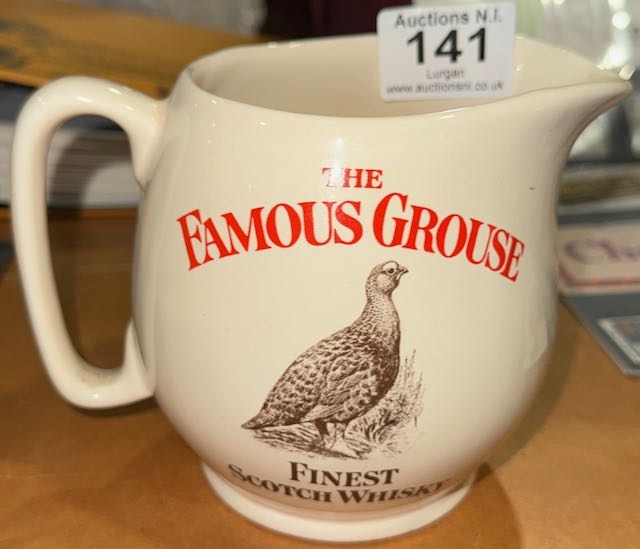 Auctions N.I.
141
Lurgan
www.auctionsni.co.uk
THE
FAMOUS GROUSE
FINEST
SCOTCH WHISKY